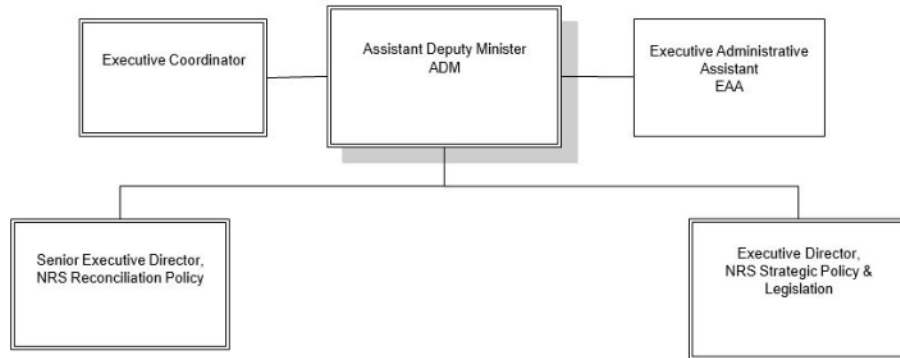 Executive Coordinator
Assistant Deputy Minister
ADM
Executive Administrative
Assistant
EAA
Senior Executive Director,
NRS Reconciliation Policy
Executive Director,
NRS Strategic Policy &
Legislation